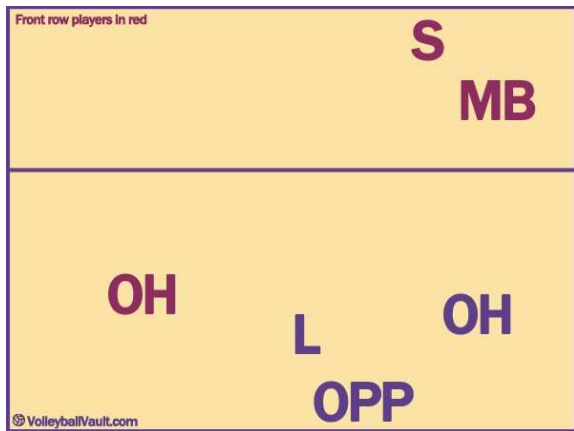 Front row players in red
S
MB
OH
L
OH
OPP
VolleyballVault.com